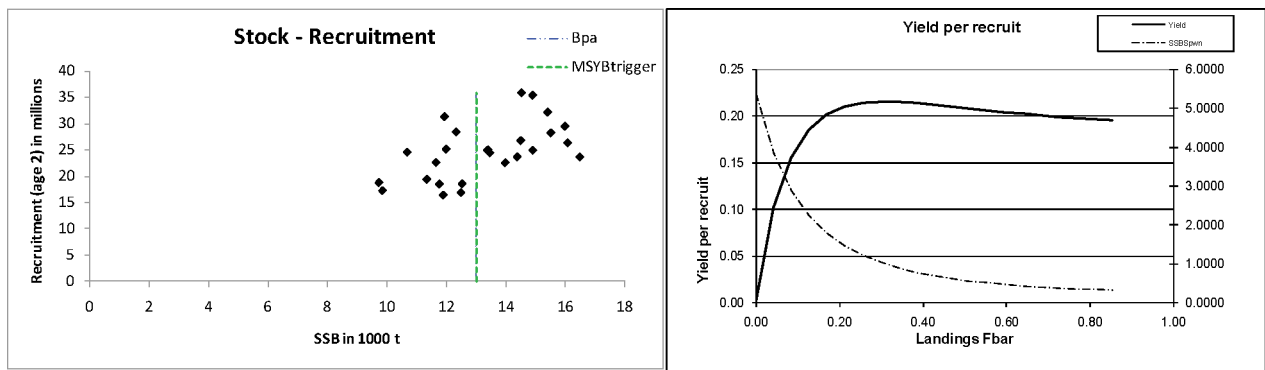 Stock - Recruitment
Bpa
MSYBtrigger
Recruitment (age 2) in millions
40
35
30
25
20
15
10
5
0
0 2 4 6 8 10 12 14 16 18
SSB in 1000 t
Yield per recruit
Yield
SSBSpwn
Yield per recruit
0.25
0.20
0.15
0.10
0.05
0.00
6.0000
5.0000
4.0000
3.0000
2.0000
1.0000
0.0000
0.00 0.20 0.40 0.60 0.80 1.00
Landings Fbar